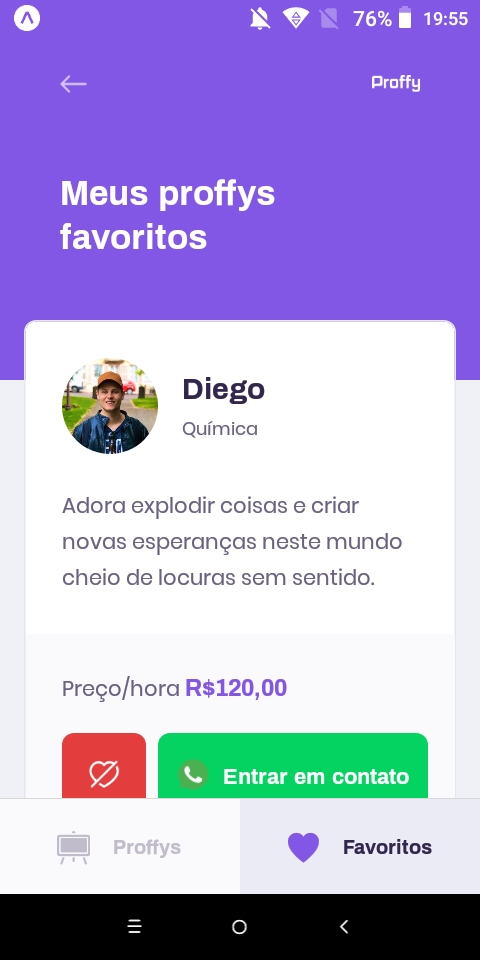 76% 19:55
Proffy
Meus proffys
favoritos
Diego
Química
Adora explodir coisas e criar
novas esperanças neste mundo
cheio de locuras sem sentido.
Preço/hora R$120,00
Entrar em contato
Proffys
Favoritos